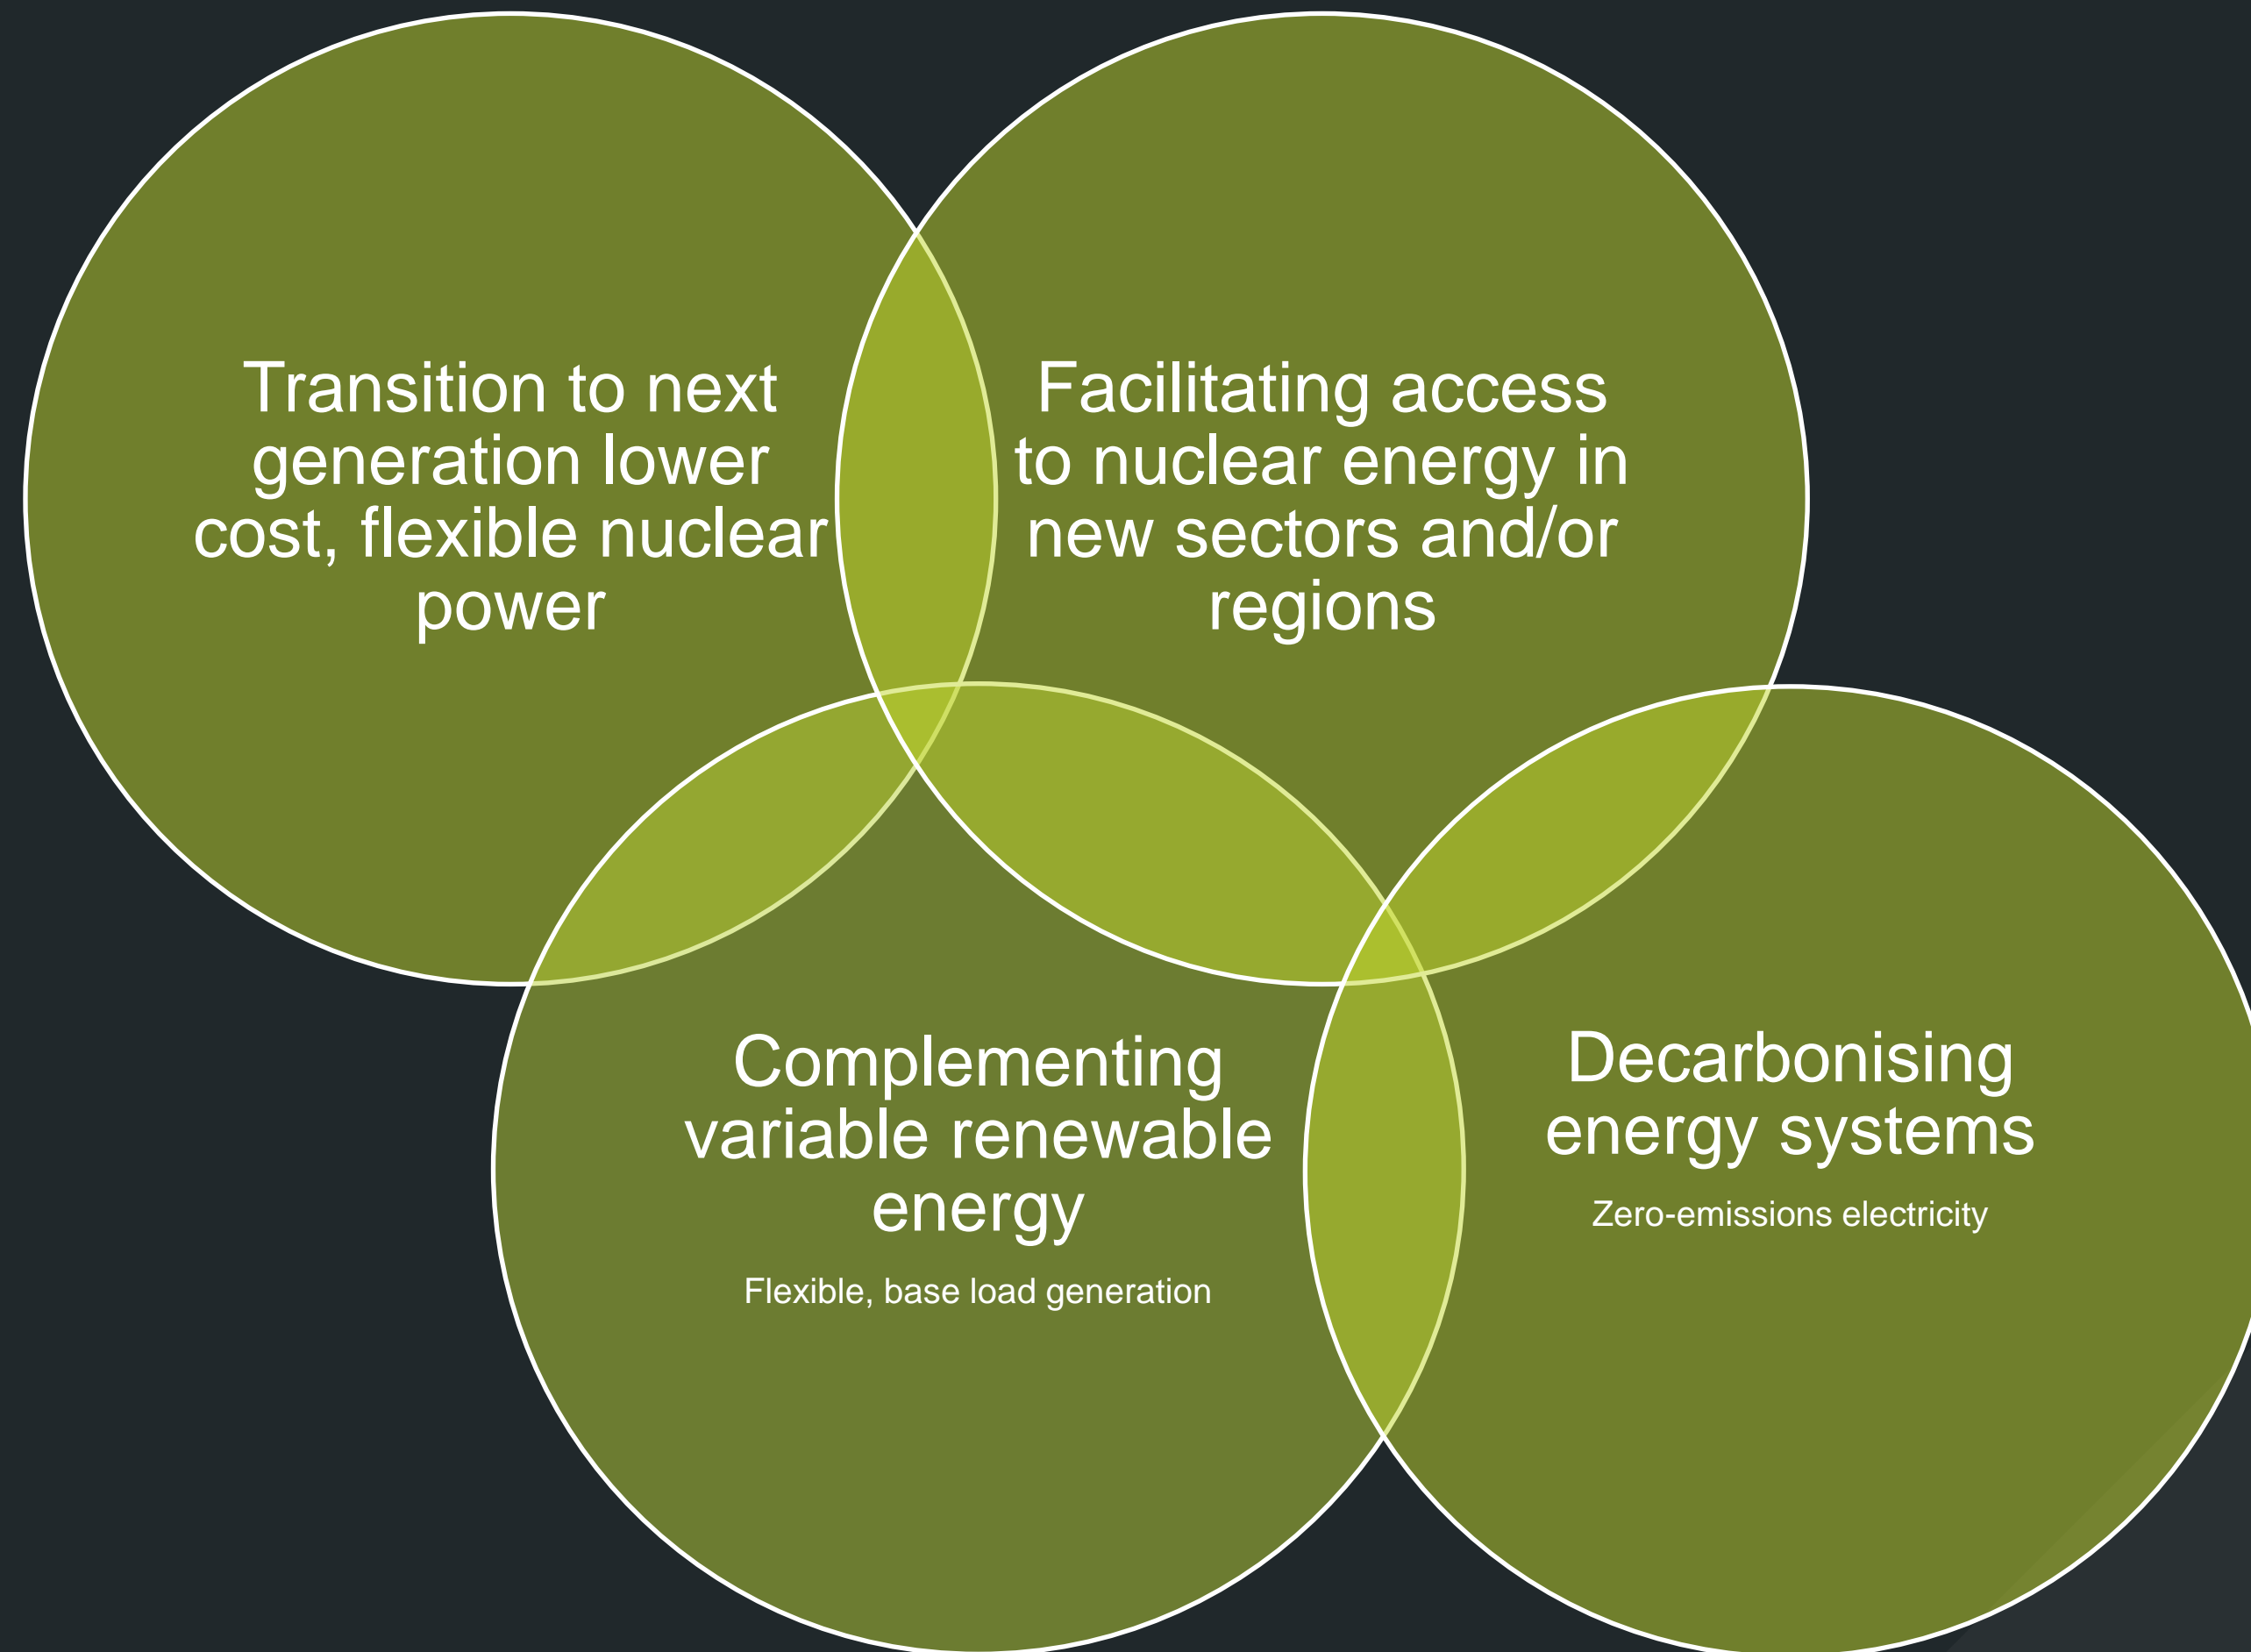 Transition to next
generation lower
cost, flexible nuclear
power
Facilitating access
to nuclear energy in
new sectors and/or
regions
Complementing
variable renewable
energy
Flexible, base load generation
Decarbonising
energy systems
Zero-emissions electricity